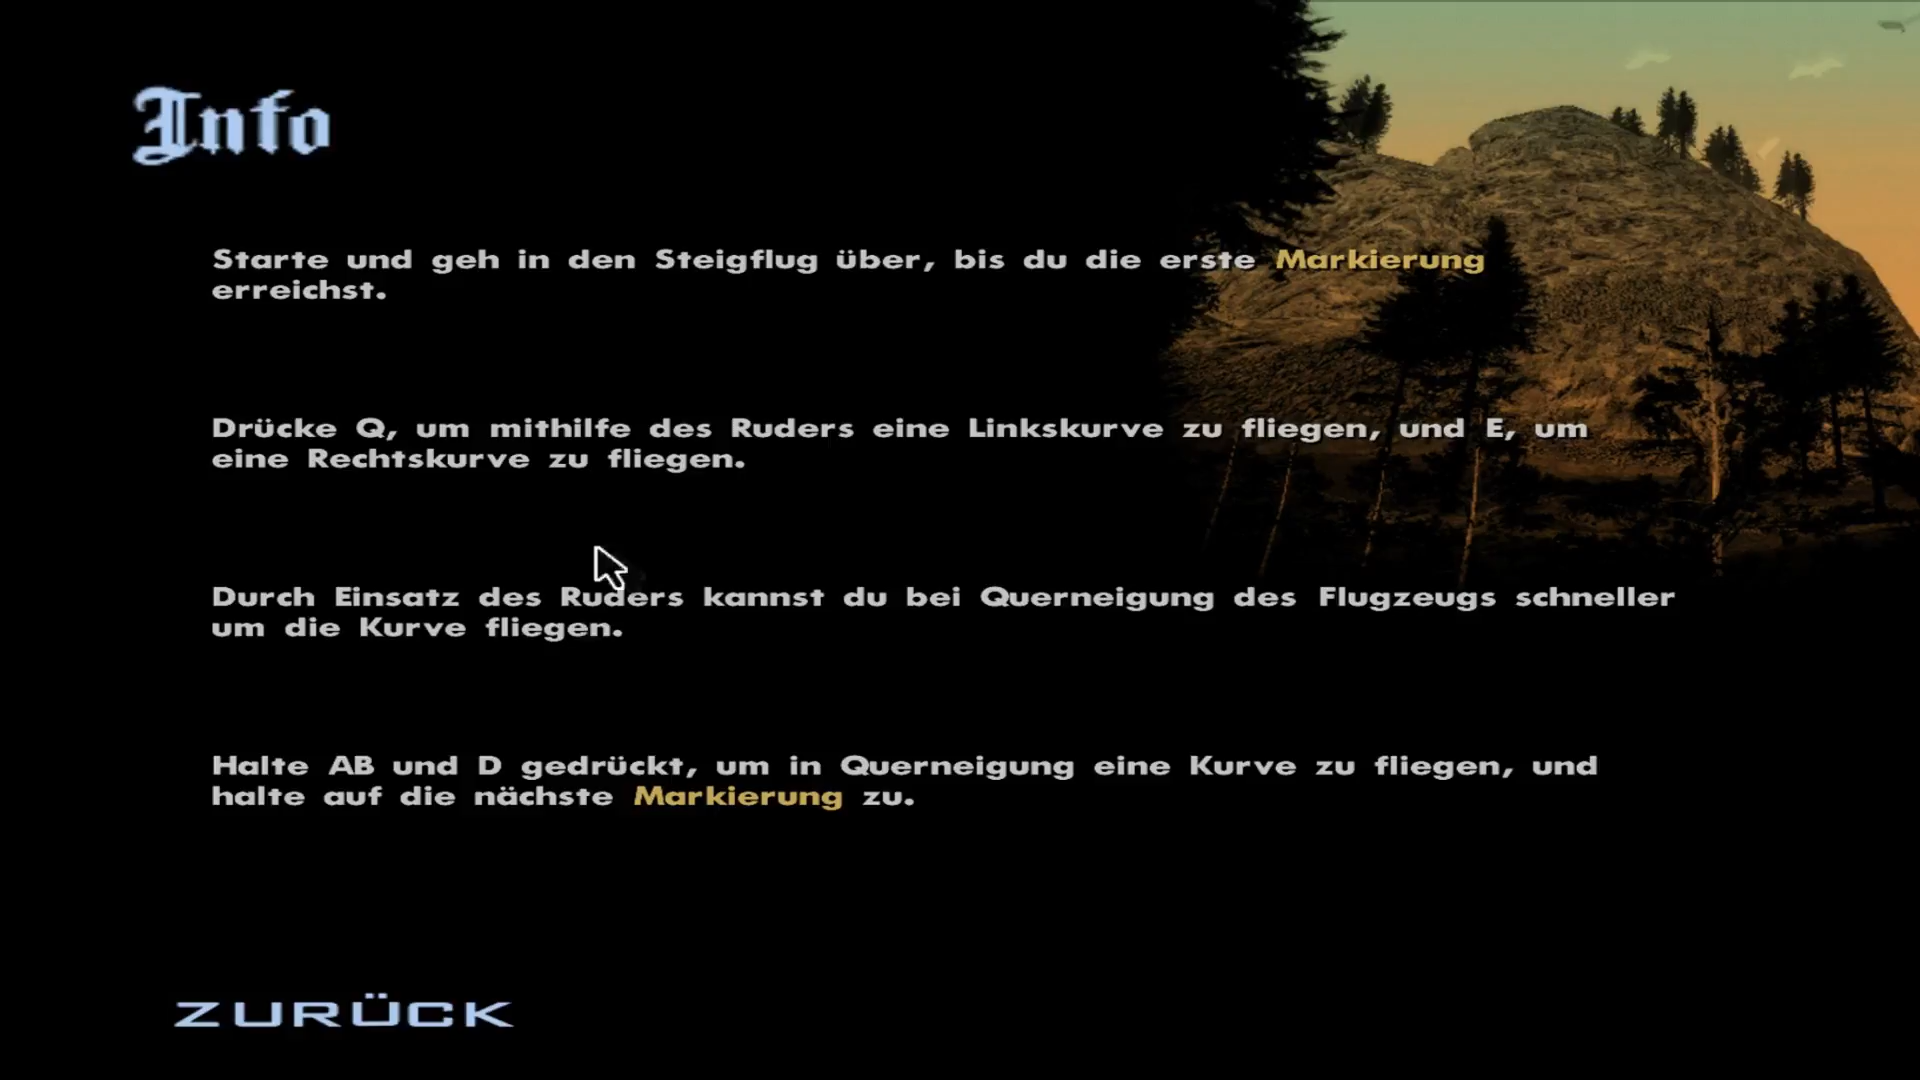 Info
Starte und geh in den Steigflug über, bis du die erste Markierung
erreichst.
Drücke Q, um mithilfe des Ruders eine Linkskurve zu fliegen, und E, um
eine Rechtskurve zu fliegen.
Durch Einsatz des Ruders kannst du bei Querneigung des Flugzeugs schneller
um die Kurve fliegen.
Halte AB und D gedrückt, um in Querneigung eine Kurve zu fliegen, und
halte auf die nächste Markierung zu.
ZURÜCK